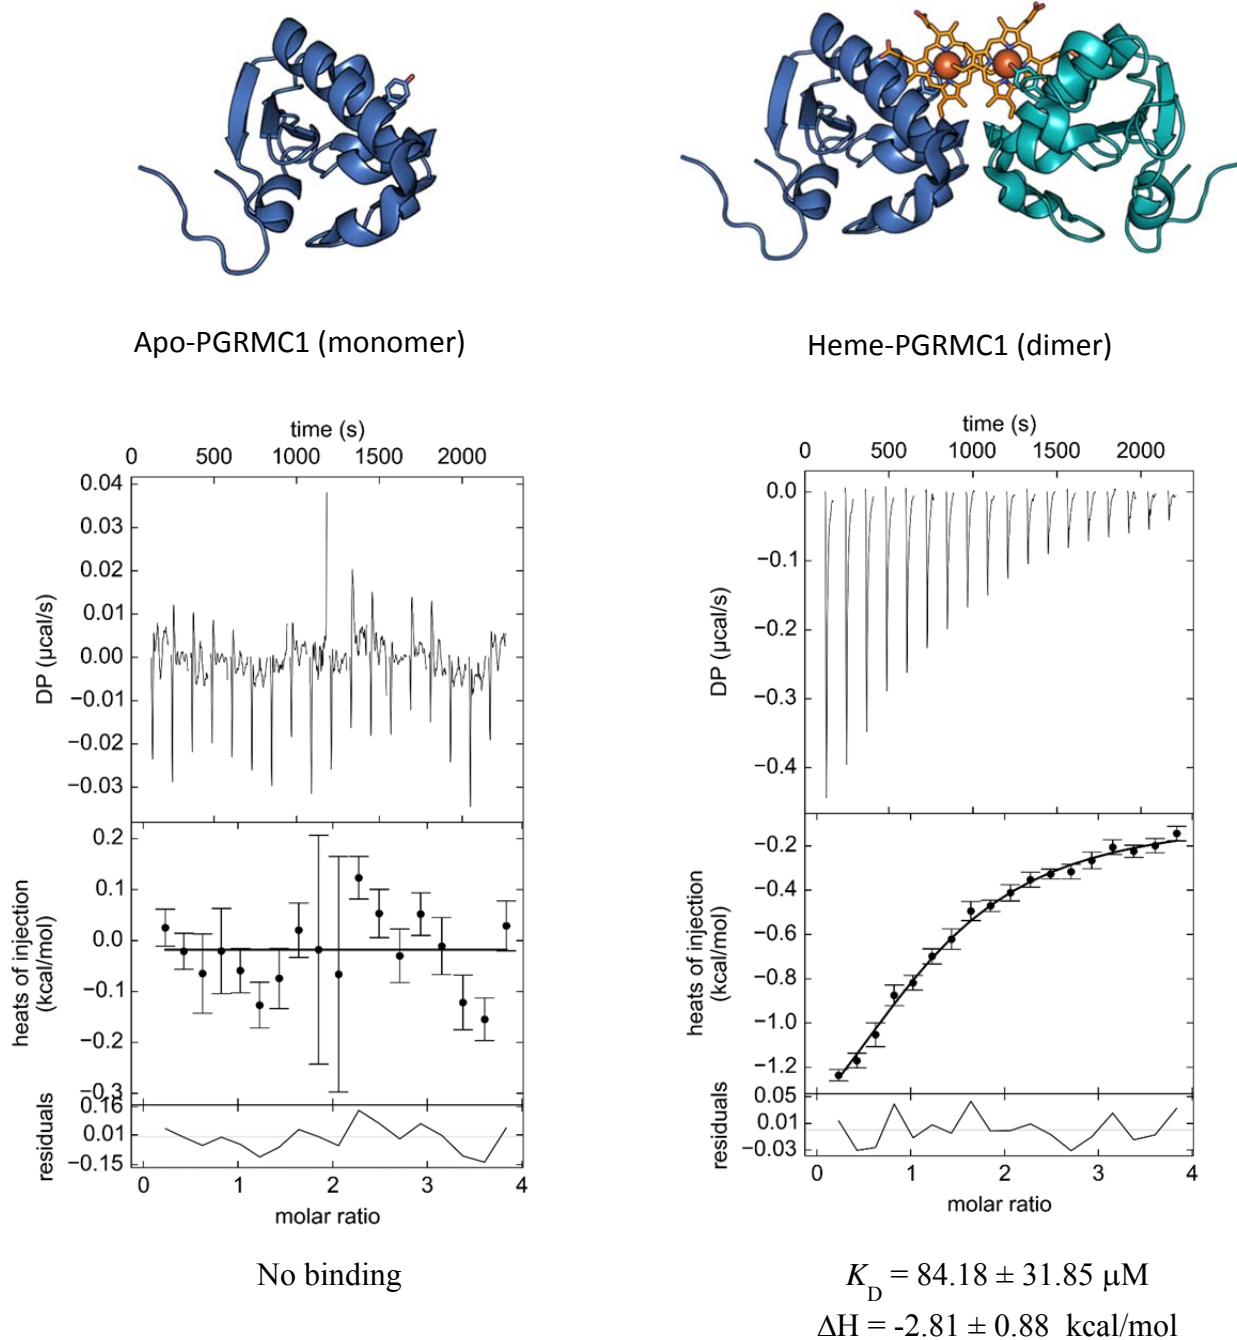 Apo-PGRMC1 (monomer)
Heme-PGRMC1 (dimer)
time (s)
0 500 1000 1500 2000
0.04
0.03
0.02
0.01
0.00
−0.01
−0.02
−0.03
DP (µcal/s)
0.2
0.1
0.0
−0.1
−0.2
−0.3
heats of injection
(kcal/mol)
0.16
0.01
−0.15
residuals
0 1 2 3 4
molar ratio
No binding
time (s)
0 500 1000 1500 2000
0.0
−0.1
−0.2
−0.3
−0.4
DP (µcal/s)
−0.2
−0.4
−0.6
−0.8
−1.0
−1.2
heats of injection
(kcal/mol)
0.05
0.01
−0.03
residuals
0 1 2 3 4
molar ratio
K_D = 84.18 ± 31.85 µM
ΔH = -2.81 ± 0.88 kcal/mol